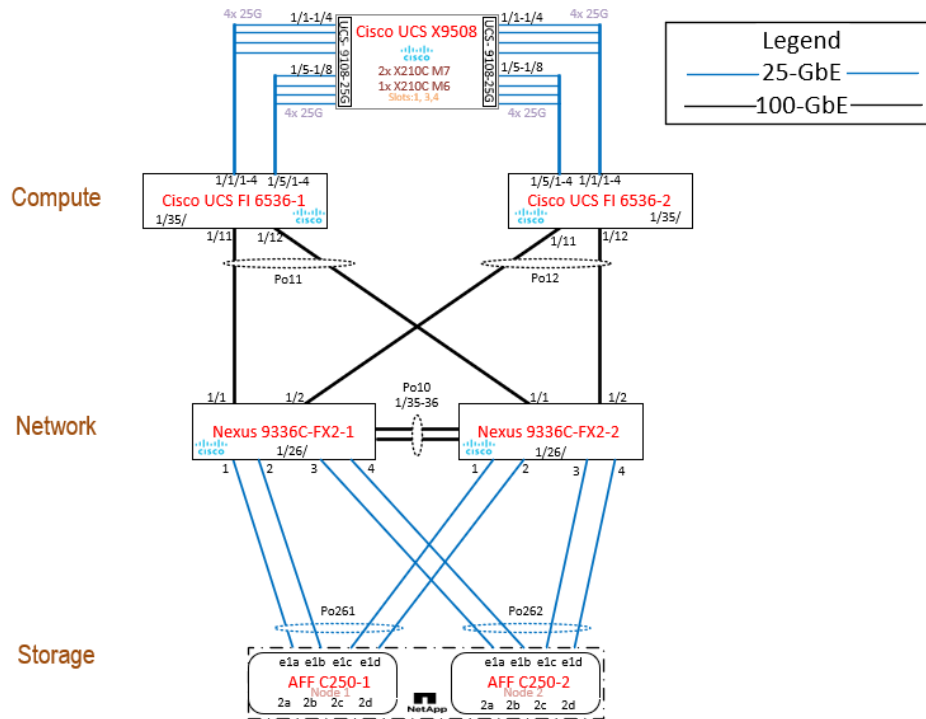 4x 25G
1/1-1/4
Cisco UCS X9508
1/1-1/4
4x 25G
UCS- 9108-25G
CISCO
UCS- 9108-25G
2x X210C M7
1x X210C M6
Slots:1, 3,4
1/5-1/8
1/5-1/8
4x 25G
4x 25G
Legend
25-GbE
100-GbE
Compute
1/1/1-4
1/5/1-4
Cisco UCS FI 6536-1
1/35/
CISCO
1/5/1-4
1/1/1-4
Cisco UCS FI 6536-2
CISCO
1/35/
1/11
1/12
1/11
1/12
Po11
Po12
Network
1/1
1/2
Po10
1/35-36
1/1
1/2
Nexus 9336C-FX2-1
CISCO
1/26/
Nexus 9336C-FX2-2
CISCO
1/26/
1
2
3
4
1
2
3
4
Po261
Po262
Storage
e1a e1b e1c e1d
AFF C250-1
Node 1
2a 2b 2c 2d
NetApp
e1a e1b e1c e1d
AFF C250-2
Node 2
2a 2b 2c 2d